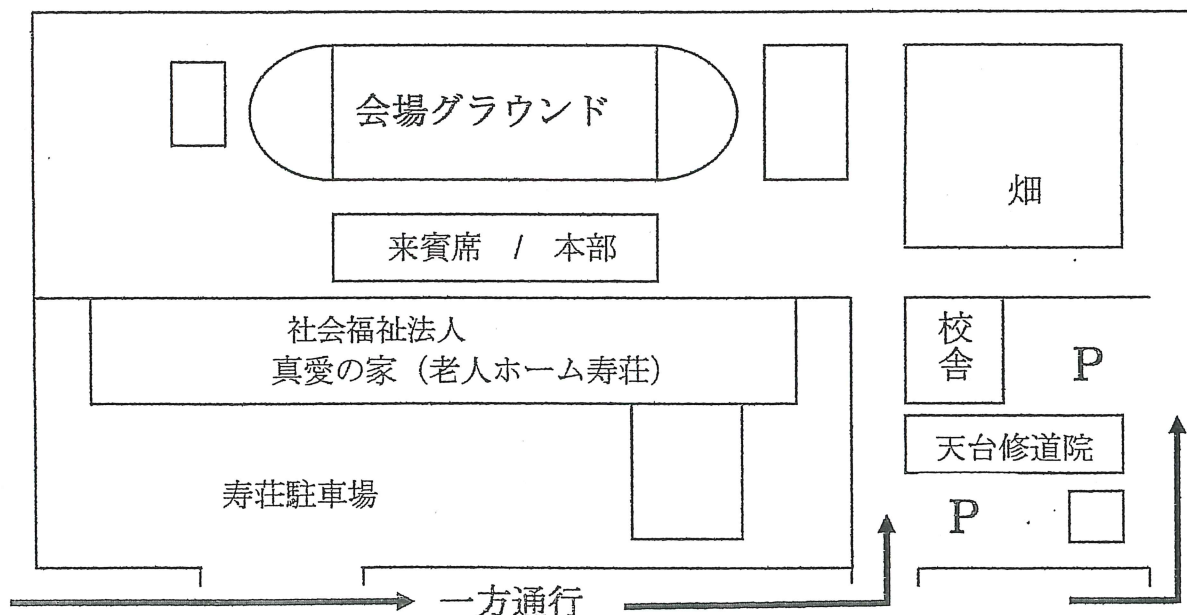 会場グラウンド
畑
来賓席 / 本部
社会福祉法人
真愛の家(老人ホーム寿荘)
校舎
P
天台修道院
寿荘駐車場
P
一方通行